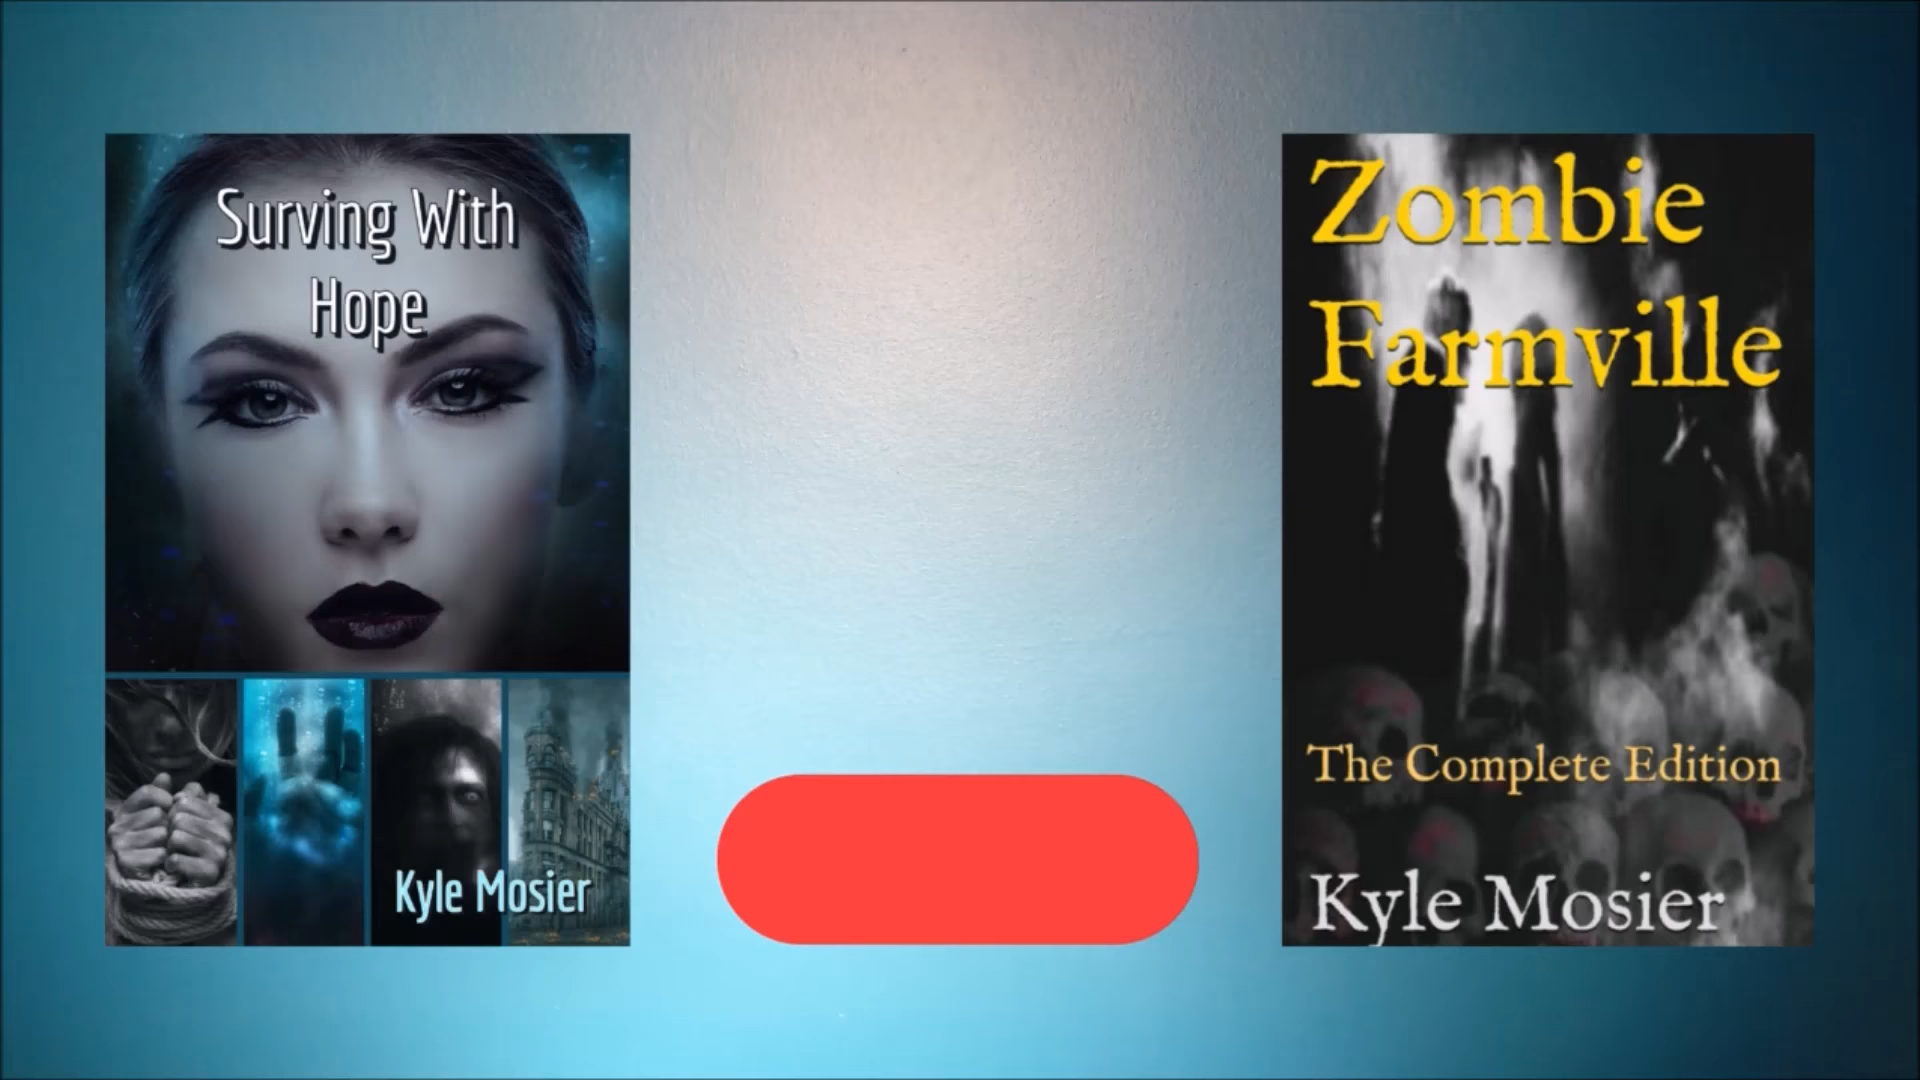 Surving With
Hope
Kyle Mosier
Zombie
Farmville
The Complete Edition
Kyle Mosier